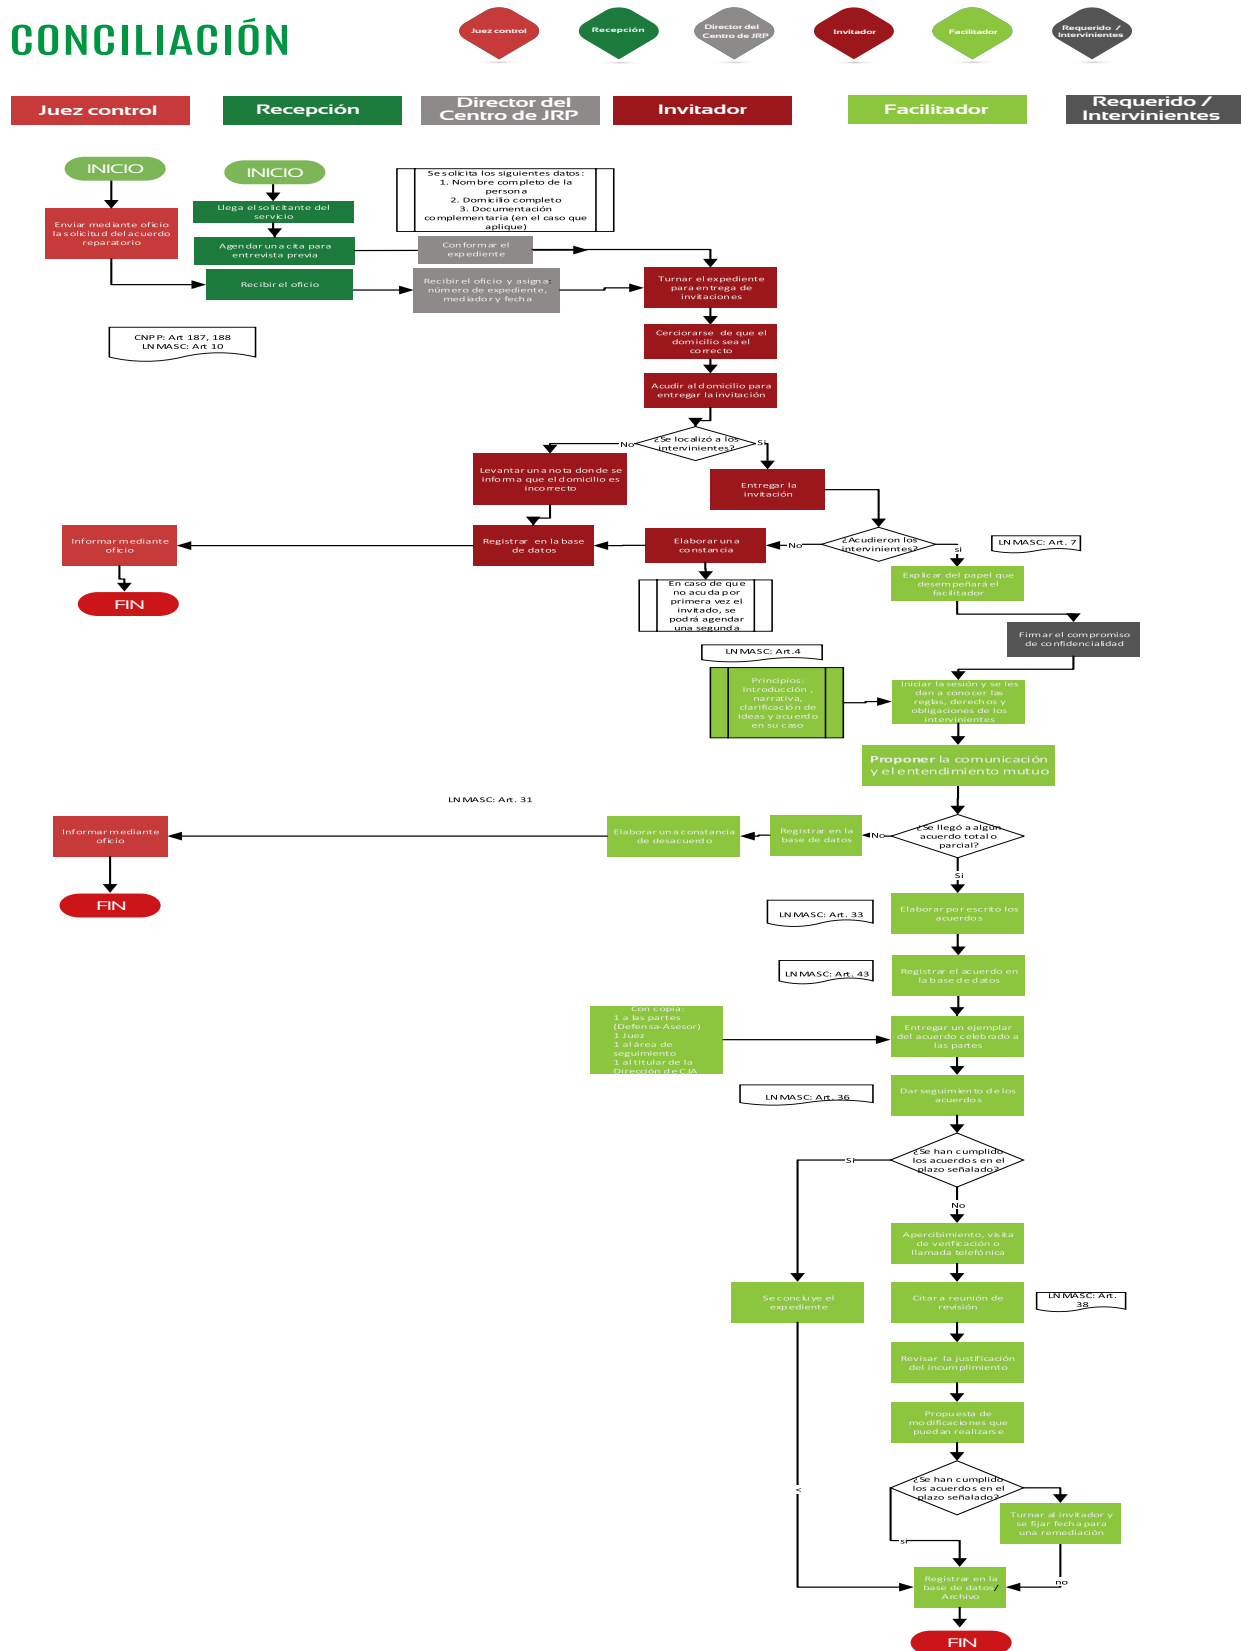 CONCILIACIÓN
Juez control
Recepción
Director del
Centro de JRP
Invitador
Facilitador
Requerido /
Intervinientes
Juez control
Recepción
Director del
Centro de JRP
Invitador
Facilitador
Requerido /
Intervinientes
INICIO
INICIO
Se solicita los siguientes datos:
1. Nombre completo de la
persona
2. Domicilio completo
3. Documentación
complementaria (en el caso que
aplique)
Llega el solicitante del
servicio
Enviar mediante oficio
la solicitud del acuerdo
reparatorio
Agendar una cita para
entrevista previa
Conformar el
expediente
Recibir el oficio
Recibir el oficio y asigna:
número de expediente,
mediador y fecha
Turnar el expediente
para entrega de
invitaciones
CNPP: Art 187, 188
LNMASC: Art 10
Cerciorarse de que el
domicilio sea el
correcto
Acudir al domicilio para
entregar la invitación
¿Se localizó a los
intervinientes?
No
Si
Levantar una nota donde se
informa que el domicilio es
incorrecto
Entregar la
invitación
Informar mediante
oficio
Registrar en la base
de datos
Elaborar una
constancia
No
¿Acudieron los
intervinientes?
si
LNMASC: Art. 7
FIN
En caso de que
no acuda por
primera vez el
invitado, se
podrá agendar
una segunda
Explicar del papel que
desempeñará el
facilitador
Firmar el compromiso
de confidencialidad
LNMASC: Art.4
Principios:
Introducción ,
narrativa,
clarificación de
ideas y acuerdo
en su caso
Iniciar la sesión y se les
dan a conocer las
reglas, derechos y
obligaciones de los
intervinientes
Proponer la comunicación
y el entendimiento mutuo
LNMASC: Art. 31
Informar mediante
oficio
Elaborar una constancia
de desacuerdo
Registrar en la
base de datos
No
¿Se llegó a algún
acuerdo total o
parcial?
Si
FIN
LNMASC: Art. 33
Elaborar por escrito los
acuerdos
LNMASC: Art. 43
Registrar el acuerdo en
la base de datos
Con copia:
1 a las partes
(Defensa-Asesor)
1 Juez
1 al área de
seguimiento
1 al titular de la
Dirección de CJA
Entregar un ejemplar
del acuerdo celebrado a
las partes
LNMASC: Art. 36
Dar seguimiento de los
acuerdos
¿Se han cumplido
los acuerdos en el
plazo señalado?
Si
No
Apercibimiento, visita
de verificación o
llamada telefónica
Se concluye el
expediente
Citar a reunión de
revisión
LNMASC: Art.
38
Revisar la justificación
del incumplimiento
Propuesta de
modificaciones que
puedan realizarse
¿Se han cumplido
los acuerdos en el
plazo señalado?
Turnar al invitador y
se fijar fecha para
una remediación
si
no
Registrar en la
base de datos/
Archivo
FIN